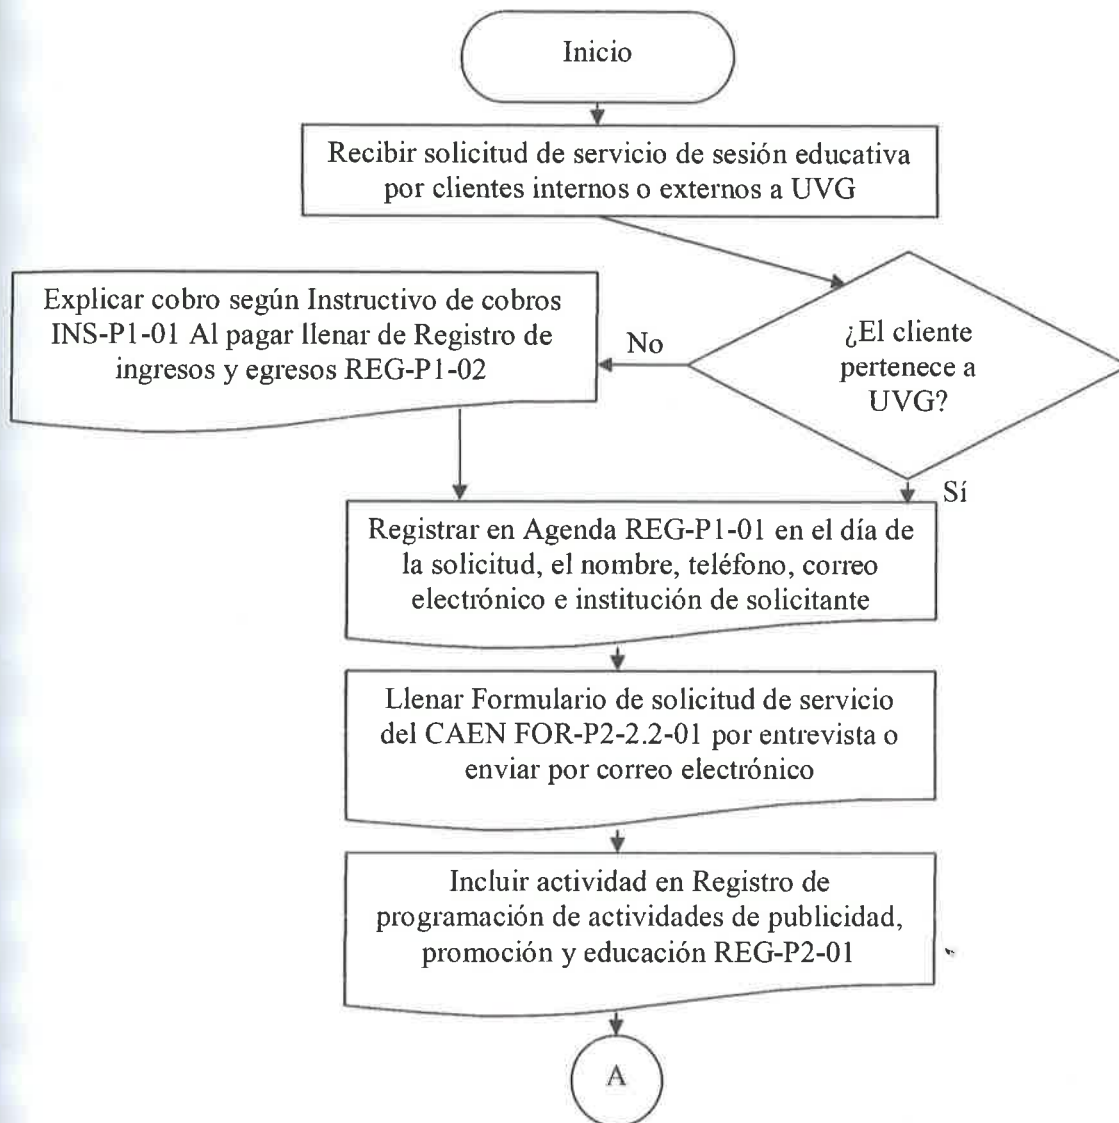 Inicio
Recibir solicitud de servicio de sesión educativa
por clientes internos o externos a UVG
¿El cliente
pertenece a
UVG?
No
Explicar cobro según Instructivo de cobros
INS-P1-01 Al pagar llenar de Registro de
ingresos y egresos REG-P1-02
Sí
Registrar en Agenda REG-P1-01 en el día de
la solicitud, el nombre, teléfono, correo
electrónico e institución de solicitante
Llenar Formulario de solicitud de servicio
del CAEN FOR-P2-2.2-01 por entrevista o
enviar por correo electrónico
Incluir actividad en Registro de
programación de actividades de publicidad,
promoción y educación REG-P2-01
A